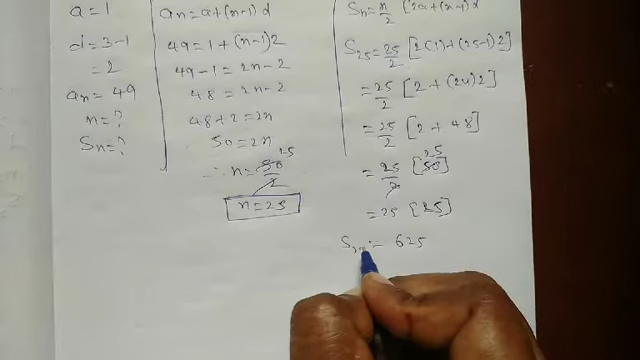 a = 1
d = 3-1
= 2
an = 49
n = ?
Sn = ?
an = a + (n-1) d
49 = 1 + (n-1) 2
49 - 1 = 2n - 2
48 = 2n - 2
48 + 2 = 2n
50 = 2n
∴ n = 50/2 25
n = 25
Sn = n/2 [2a + (n-1) d
S25 = 25/2 [2(1) + (25-1) 2]
= 25/2 [2 + (24) 2]
= 25/2 [2 + 48]
= 25/2 [50] 25
= 25 [25]
= 625